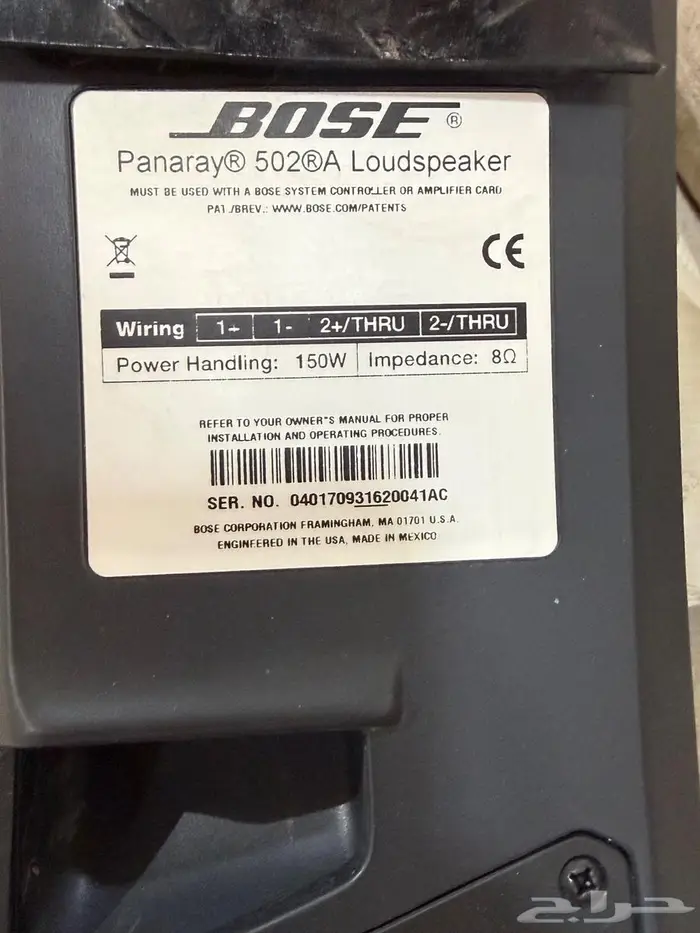 BOSE®
Panaray® 502®A Loudspeaker
MUST BE USED WITH A BOSE SYSTEM CONTROLLER OR AMPLIFIER CARD
PAT./BREV.: WWW.BOSE.COM/PATENTS
CE
Wiring 1+ 1- 2+/THRU 2-/THRU
Power Handling: 150W Impedance: 8Ω
REFER TO YOUR OWNER"S MANUAL FOR PROPER
INSTALLATION AND OPERATING PROCEDURES.
SER. NO. 040170931620041AC
BOSE CORPORATION FRAMINGHAM, MA 01701 U.S.A.
ENGINEERED IN THE USA, MADE IN MEXICO
حراج